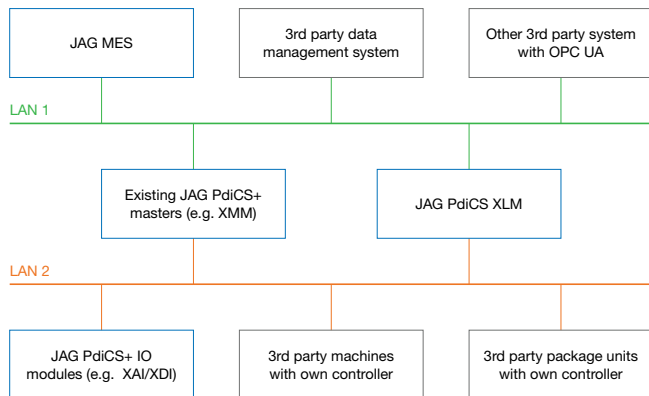 JAG MES
3rd party data
management system
Other 3rd party system
with OPC UA
LAN 1
Existing JAG PdiCS+
masters (e.g. XMM)
JAG PdiCS XLM
LAN 2
JAG PdiCS+ IO
modules (e.g.  XAI/XDI)
3rd party machines
with own controller
3rd party package units
with own controller